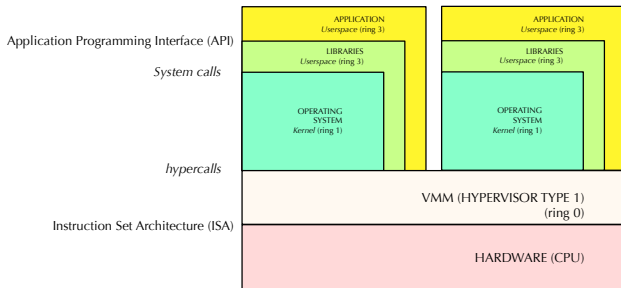 APPLICATION
Userspace (ring 3)
APPLICATION
Userspace (ring 3)
Application Programming Interface (API)
LIBRARIES
Userspace (ring 3)
LIBRARIES
Userspace (ring 3)
System calls
OPERATING
SYSTEM
Kernel (ring 1)
OPERATING
SYSTEM
Kernel (ring 1)
hypercalls
VMM (HYPERVISOR TYPE 1)
(ring 0)
Instruction Set Architecture (ISA)
HARDWARE (CPU)